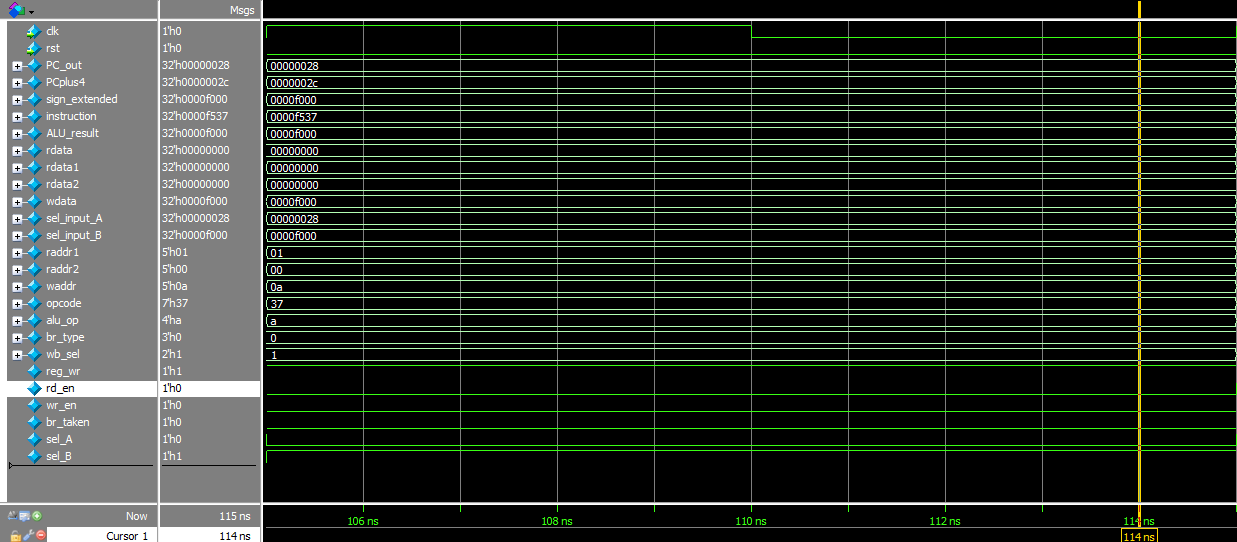 Msgs
clk 1'h0
rst 1'h0
PC_out 32'h00000028 00000028
PCplus4 32'h0000002c 0000002c
sign_extended 32'h0000f000 0000f000
instruction 32'h0000f537 0000f537
ALU_result 32'h0000f000 0000f000
rdata 32'h00000000 00000000
rdata1 32'h00000000 00000000
rdata2 32'h00000000 00000000
wdata 32'h0000f000 0000f000
sel_input_A 32'h00000028 00000028
sel_input_B 32'h0000f000 0000f000
raddr1 5'h01 01
raddr2 5'h00 00
waddr 5'h0a 0a
opcode 7'h37 37
alu_op 4'ha a
br_type 3'h0 0
wb_sel 2'h1 1
reg_wr 1'h1
rd_en 1'h0
wr_en 1'h0
br_taken 1'h0
sel_A 1'h0
sel_B 1'h1
Now 115 ns 106 ns 108 ns 110 ns 112 ns 114 ns
Cursor 1 114 ns 114 ns